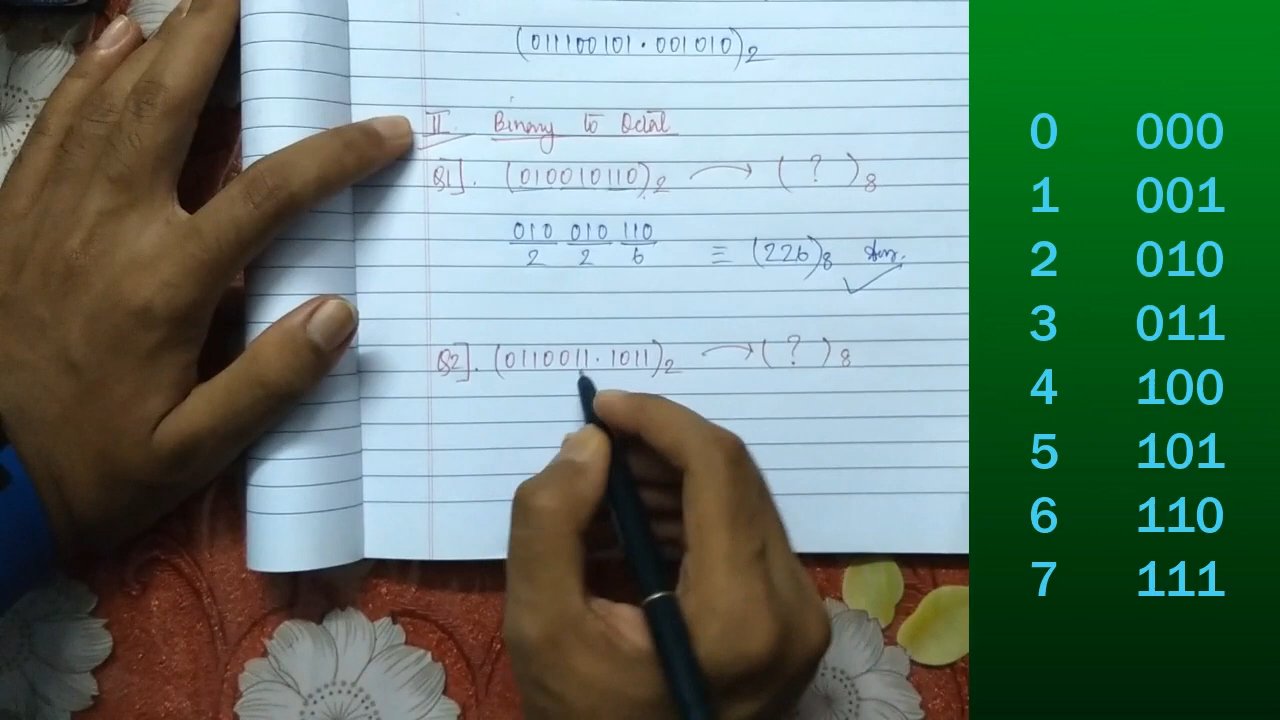 (011100101.001010)2
II. Binary to Octal
Q1]. (010010110)2 → ( ? )8
010 010 110
2 2 6 ≡ (226)8 Ans.
Q2]. (0110011.1011)2 → ( ? )8
0 000
1 001
2 010
3 011
4 100
5 101
6 110
7 111